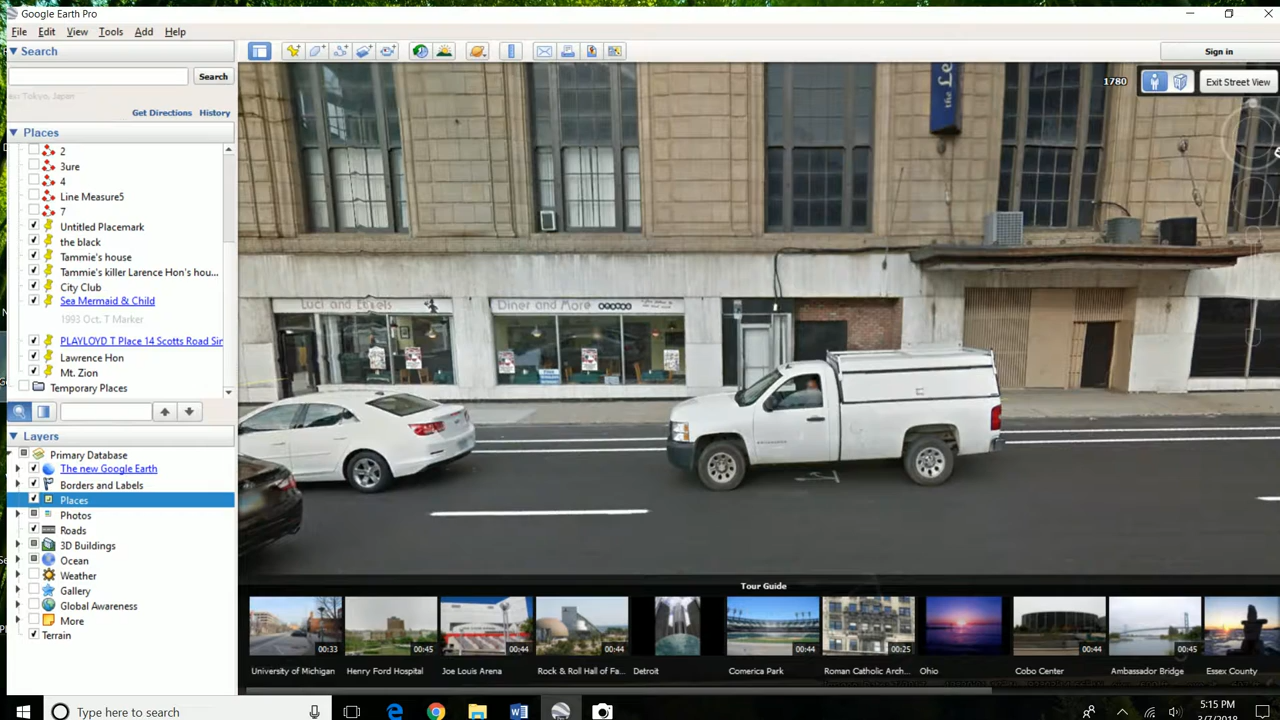 Google Earth Pro
File Edit View Tools Add Help
Search
Sign in
Search
Tokyo, Japan
Get Directions History
1780
Exit Street View
Places
2
3ure
4
Line Measure5
7
Untitled Placemark
the black
Tammie's house
Tammie's killer Larence Hon's hou...
City Club
Sea Mermaid & Child
1993 Oct. T Marker
PLAYLOYD T Place 14 Scotts Road Sin
Lawrence Hon
Mt. Zion
Temporary Places
Diner and More
Layers
Primary Database
The new Google Earth
Borders and Labels
Places
Photos
Roads
3D Buildings
Ocean
Weather
Gallery
Global Awareness
More
Terrain
Tour Guide
00:33 00:45 00:44 00:44 00:44 00:25 00:44 00:45
University of Michigan Henry Ford Hospital Joe Louis Arena Rock & Roll Hall of Fa... Detroit Comerica Park Roman Catholic Arch... Ohio Cobo Center Ambassador Bridge Essex County
Type here to search
5:15 PM
3/7/2018